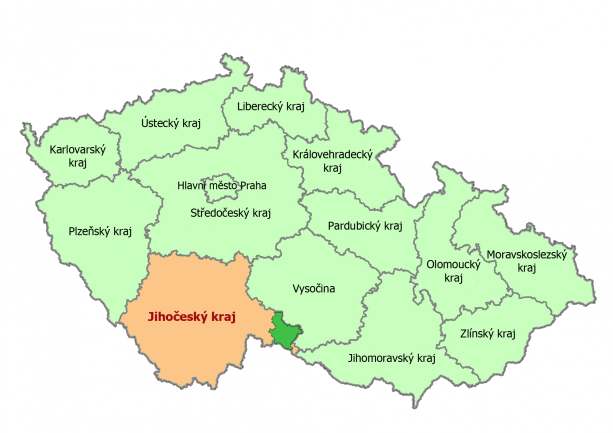 Liberecký kraj
Ústecký kraj
Karlovarský
kraj
Královehradecký
kraj
Hlavní město Praha
Středočeský kraj
Plzeňský kraj
Pardubický kraj
Moravskoslezský
kraj
Olomoucký
kraj
Vysočina
Jihočeský kraj
Zlínský kraj
Jihomoravský kraj